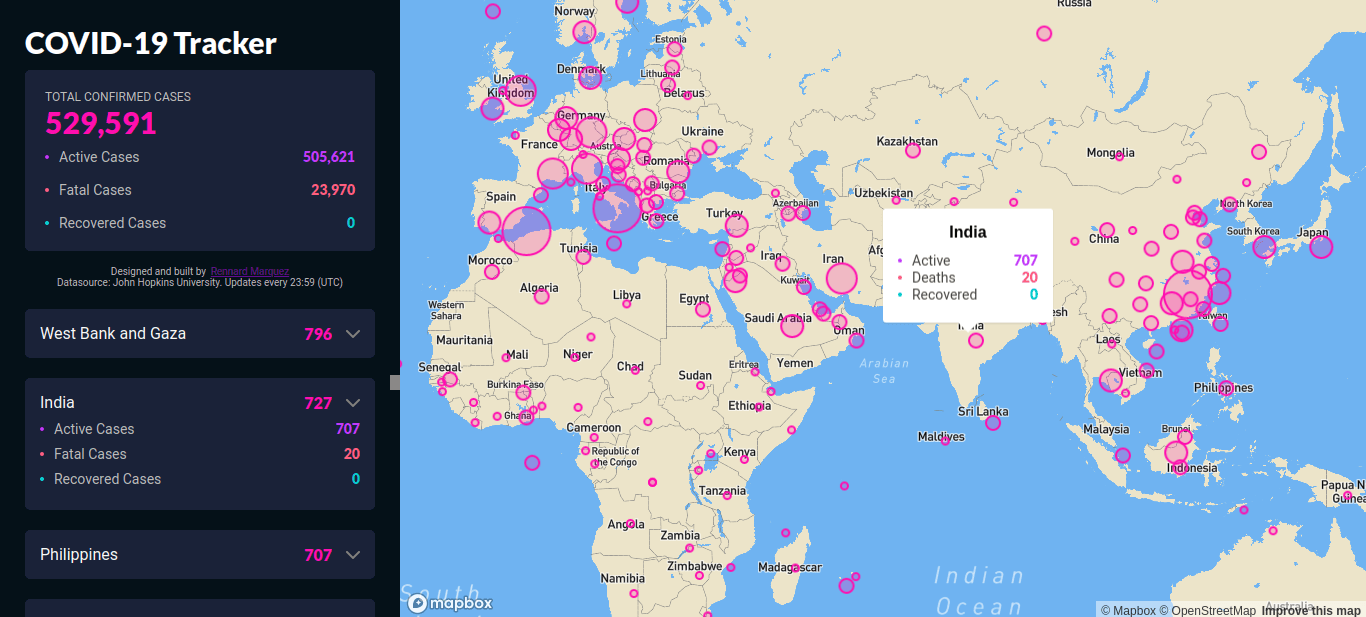 COVID-19 Tracker
TOTAL CONFIRMED CASES
529,591
Active Cases 505,621
Fatal Cases 23,970
Recovered Cases 0
Designed and built by Rennard Marquez
Datasource: John Hopkins University. Updates every 23:59 (UTC)
West Bank and Gaza 796
India 727
Active Cases 707
Fatal Cases 20
Recovered Cases 0
Philippines 707
Norway
Russia
Estonia
Denmark
Lithuania
United
Kingdom
Belarus
Germany
Ukraine
France
Austria
Kazakhstan
Mongolia
Romania
Italy
Bulgaria
Spain
Uzbekistan
Azerbaijan
North Korea
Greece
Turkey
South Korea
Japan
China
Tunisia
Morocco
Iraq
Iran
Afg
India
Active 707
Deaths 20
Recovered 0
Kuwait
Algeria
Libya
Egypt
Western
Sahara
Saudi Arabia
esh
Taiwan
India
Oman
Mauritania
Laos
Mali
Niger
Senegal
Chad
Eritrea
Yemen
Arabian
Sea
Sudan
Vietnam
Burkina Faso
Philippines
Ghana
Ethiopia
Sri Lanka
Cameroon
Maldives
Malaysia
Brunei
Republic of
the Congo
Kenya
Indonesia
Tanzania
Papua N
Guinea
Angola
Zambia
Zimbabwe
Madagascar
Namibia
Indian
Ocean
South
mapbox
Australia
© Mapbox © OpenStreetMap Improve this map